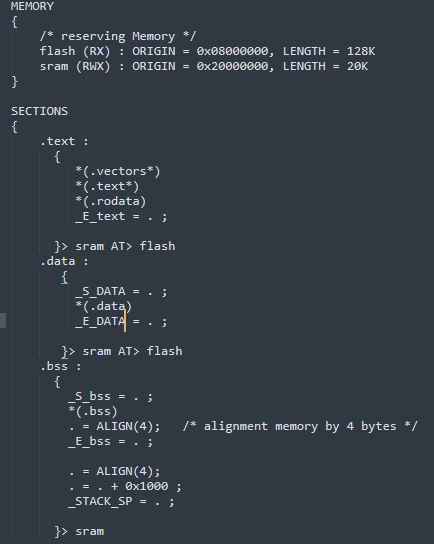 MEMORY
{
/* reserving Memory */
flash (RX) : ORIGIN = 0x08000000, LENGTH = 128K
sram (RWX) : ORIGIN = 0x20000000, LENGTH = 20K
}
SECTIONS
{
.text :
{
*(.vectors*)
*(.text*)
*(.rodata)
_E_text = . ;
}> sram AT> flash
.data :
{
_S_DATA = . ;
*(.data)
_E_DATA = . ;
}> sram AT> flash
.bss :
{
_S_bss = . ;
*(.bss)
. = ALIGN(4); /* alignment memory by 4 bytes */
_E_bss = . ;
. = ALIGN(4);
. = . + 0x1000 ;
_STACK_SP = . ;
}> sram